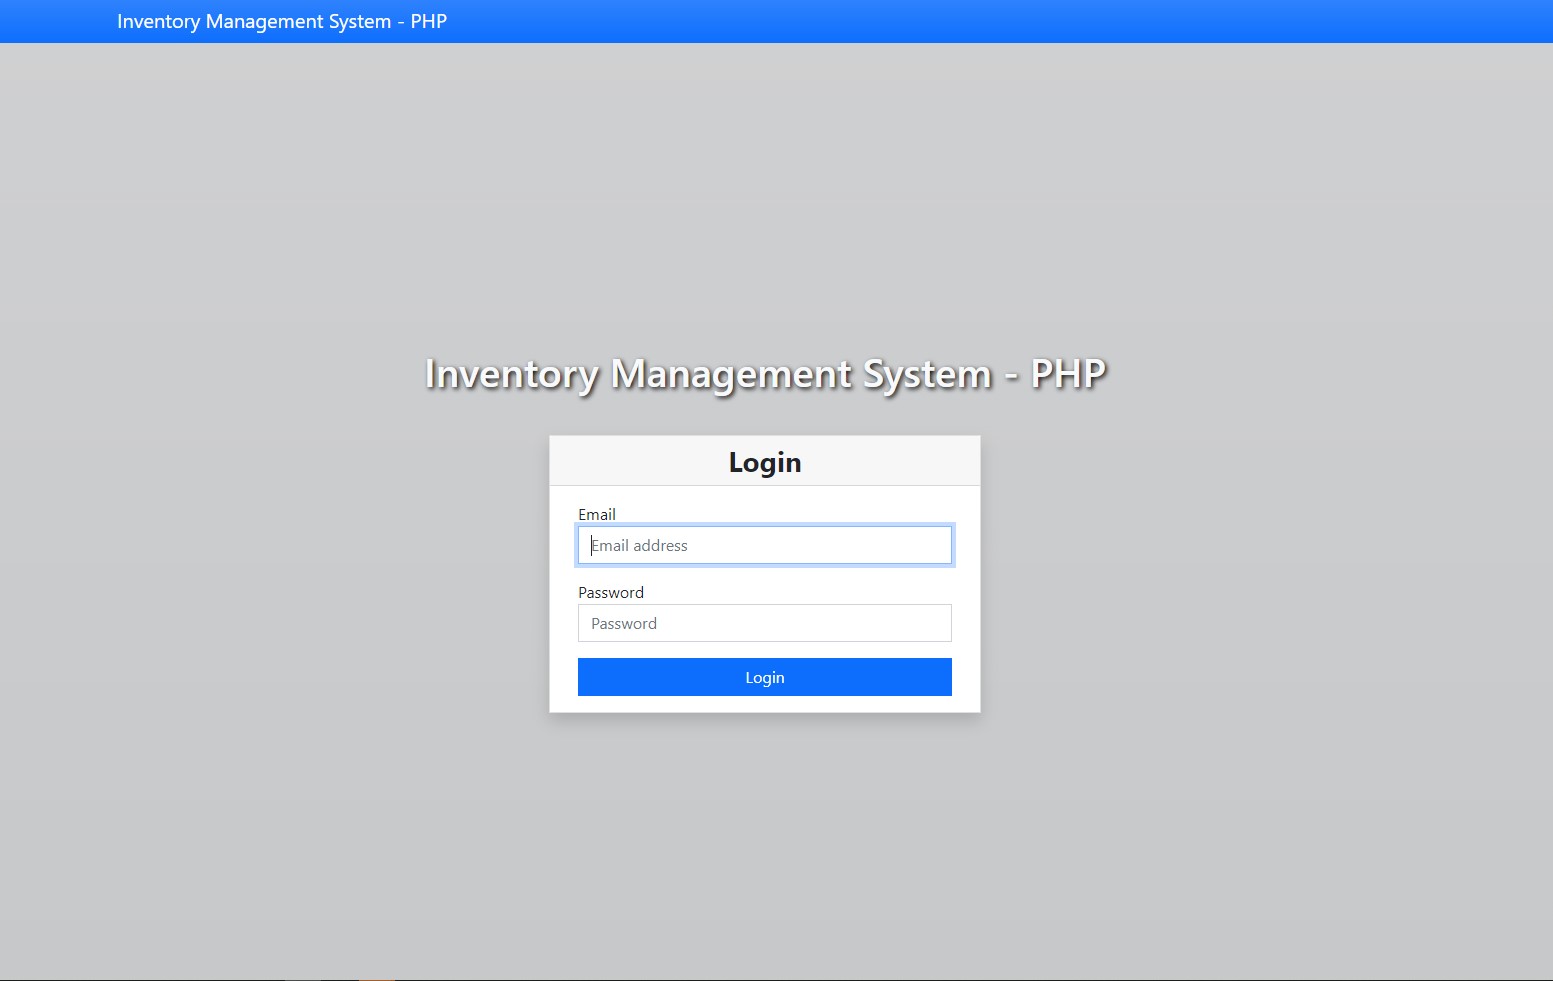 Inventory Management System - PHP
Inventory Management System - PHP
Login
Email
Email address
Password
Password
Login